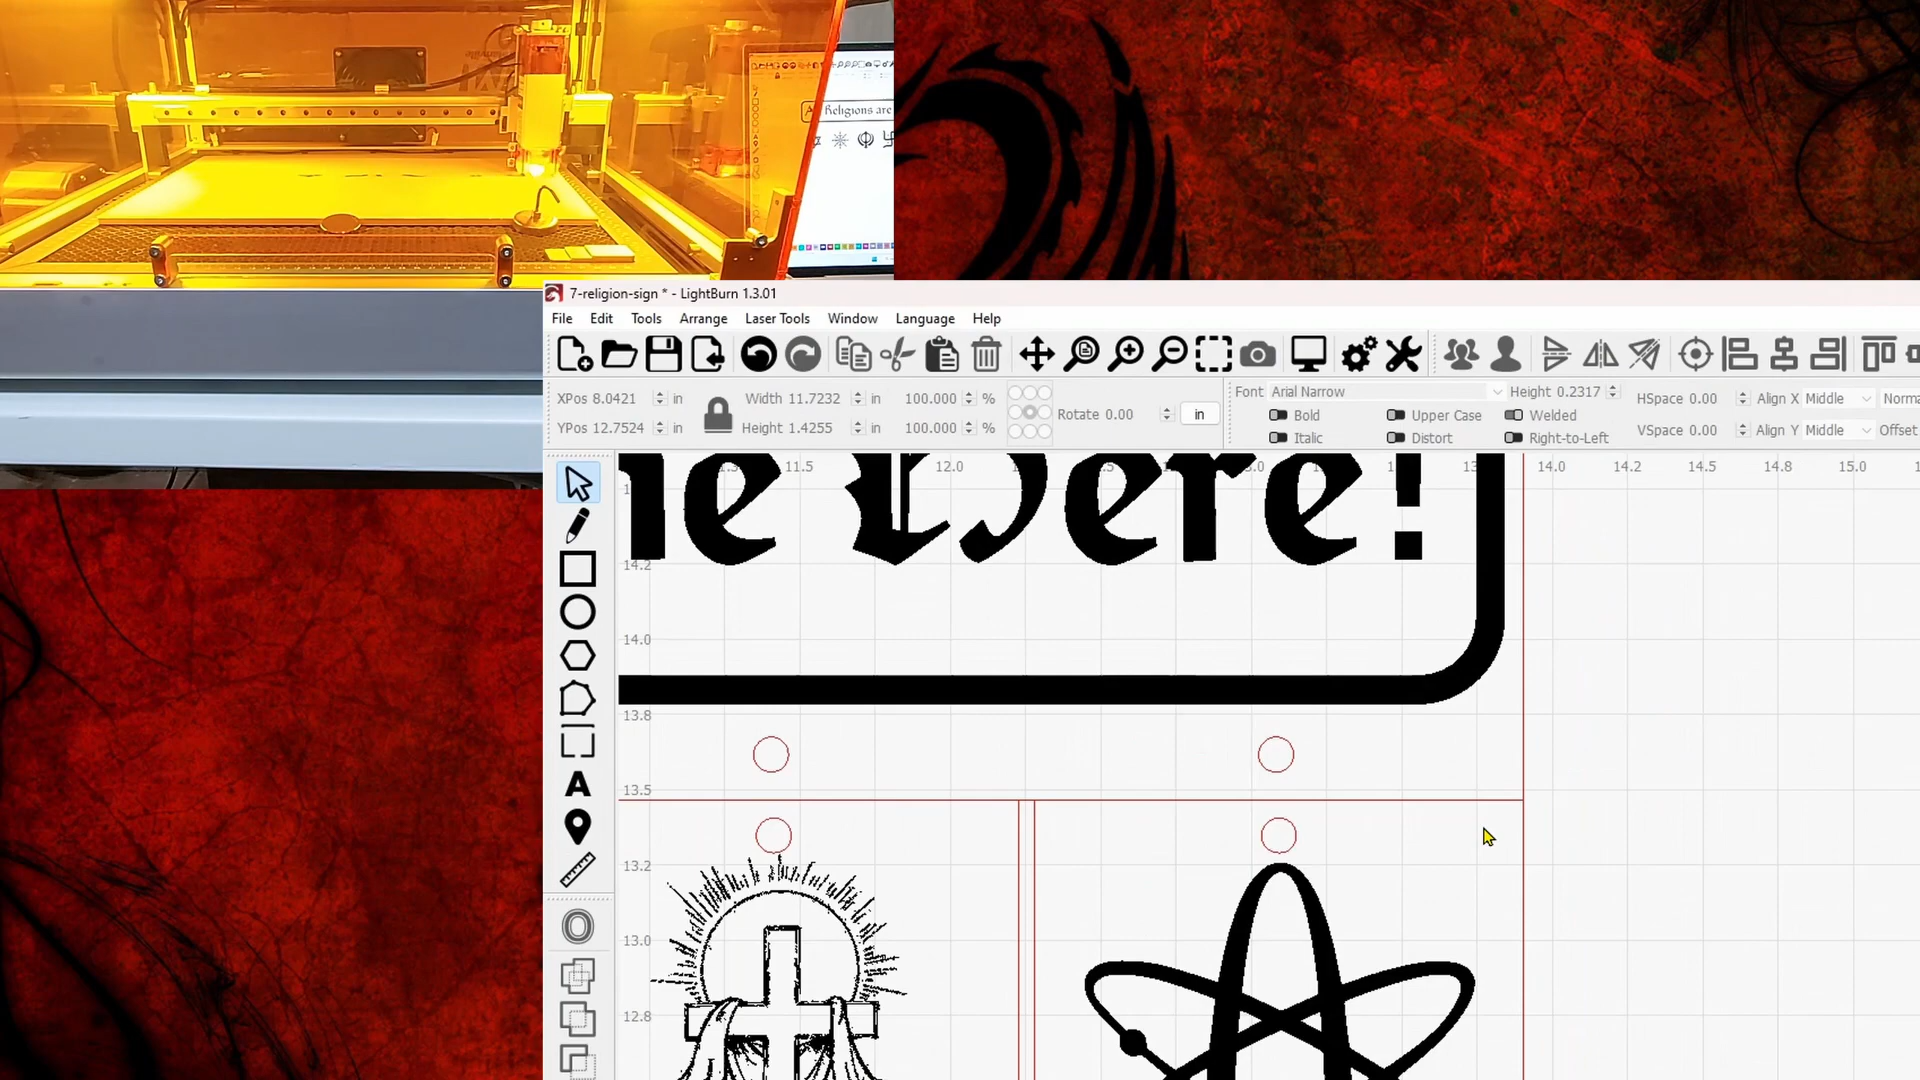 Religions are
7-religion-sign * - LightBurn 1.3.01
File Edit Tools Arrange Laser Tools Window Language Help
XPos 8.0421 in Width 11.7232 in 100.000 % Rotate 0.00 in Font Arial Narrow Height 0.2317 HSpace 0.00 Align X Middle Norma
YPos 12.7524 in Height 1.4255 in 100.000 % Bold Upper Case Welded VSpace 0.00 Align Y Middle Offset
Italic Distort Right-to-Left
11.5 12.0 14.0 14.2 14.5 14.8 15.0
me Here!
14.2
14.0
13.8
13.5
13.2
13.0
12.8